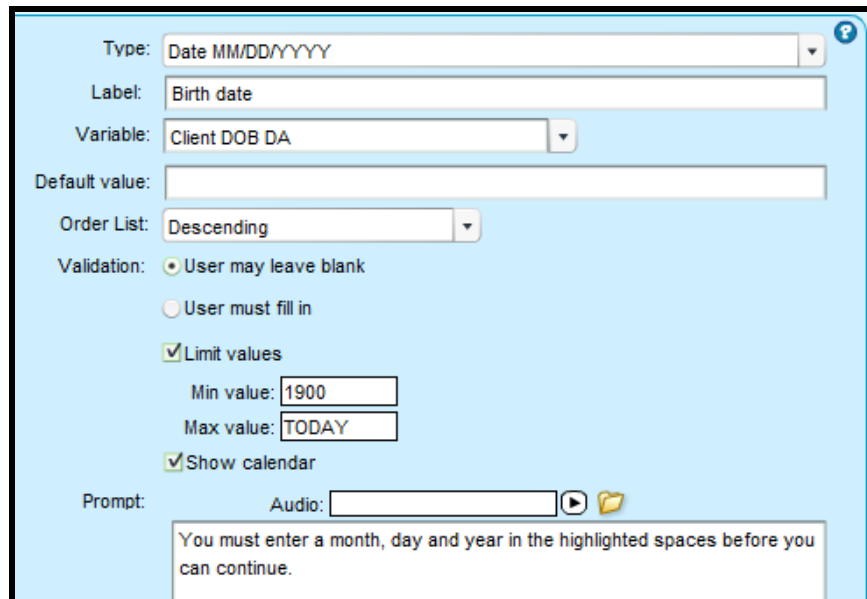 ?
Type: Date MM/DD/YYYY
Label: Birth date
Variable: Client DOB DA
Default value:
Order List: Descending
Validation: User may leave blank
User must fill in
Limit values
Min value: 1900
Max value: TODAY
Show calendar
Prompt: Audio:
You must enter a month, day and year in the highlighted spaces before you
can continue.